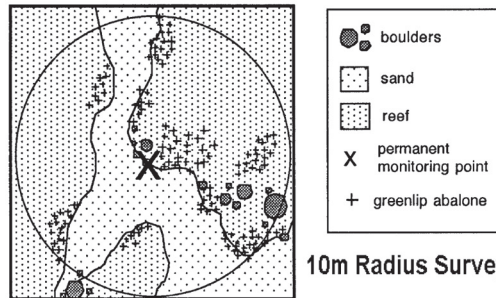 boulders
sand
reef
X permanent
monitoring point
+ greenlip abalone
10m Radius Surve